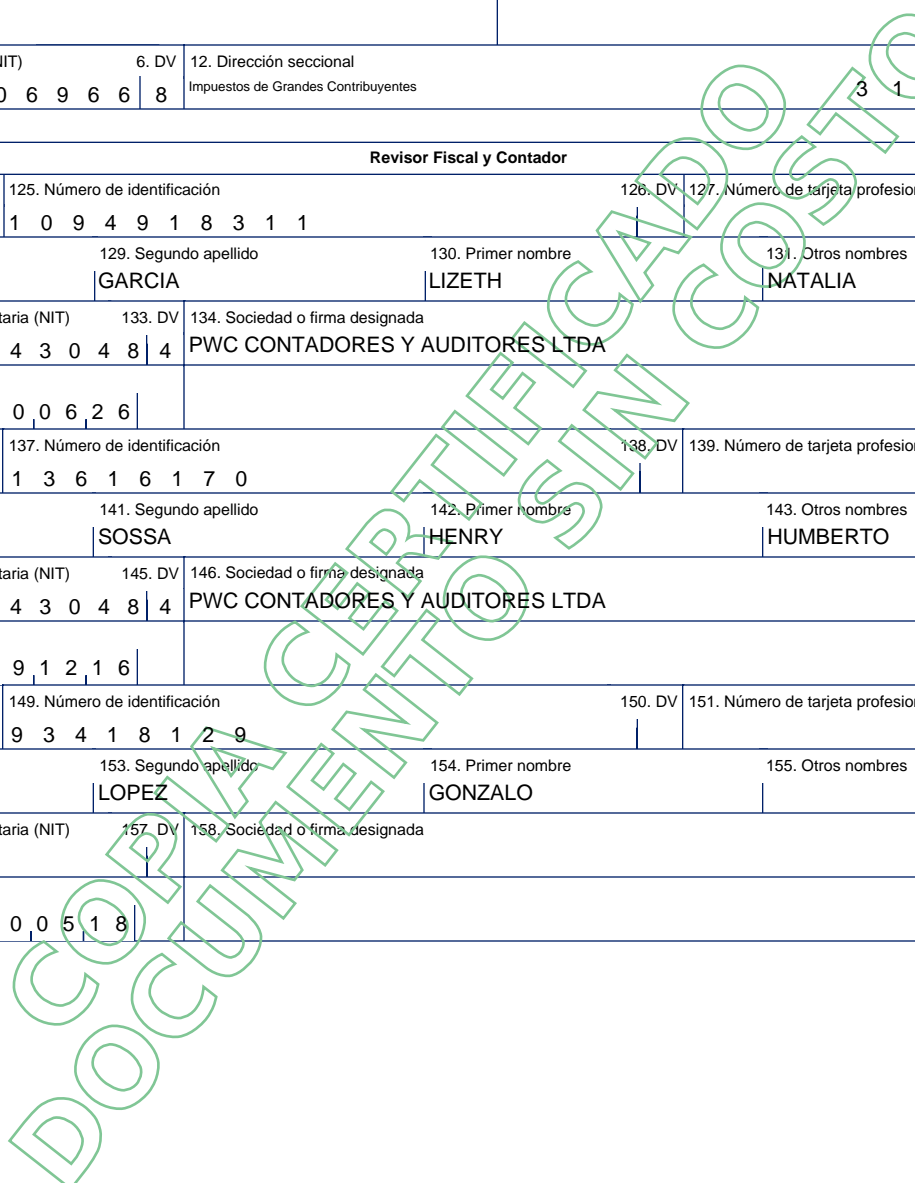 NIT) 6. DV 12. Dirección seccional
0 6 9 6 6 8 Impuestos de Grandes Contribuyentes 3 1
Revisor Fiscal y Contador
125. Número de identificación 126. DV 127. Número de tarjeta profesion
1 0 9 4 9 1 8 3 1 1
129. Segundo apellido 130. Primer nombre 131. Otros nombres
GARCIA LIZETH NATALIA
taria (NIT) 133. DV 134. Sociedad o firma designada
4 3 0 4 8 4 PWC CONTADORES Y AUDITORES LTDA
0 0 6 2 6
137. Número de identificación 138. DV 139. Número de tarjeta profesion
1 3 6 1 6 1 7 0
141. Segundo apellido 142. Primer nombre 143. Otros nombres
SOSSA HENRY HUMBERTO
taria (NIT) 145. DV 146. Sociedad o firma designada
4 3 0 4 8 4 PWC CONTADORES Y AUDITORES LTDA
9 1 2 1 6
149. Número de identificación 150. DV 151. Número de tarjeta profesion
9 3 4 1 8 1 2 9
153. Segundo apellido 154. Primer nombre 155. Otros nombres
LOPEZ GONZALO
taria (NIT) 157. DV 158. Sociedad o firma designada
0 0 5 1 8
COPIA CERTIFICADO
DOCUMENTO SIN COSTO